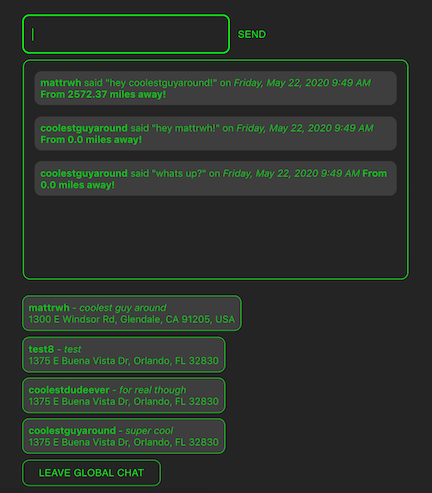 SEND
mattrwh said "hey coolestguyaround!" on Friday, May 22, 2020 9:49 AM
From 2572.37 miles away!
coolestguyaround said "hey mattrwh!" on Friday, May 22, 2020 9:49 AM
From 0.0 miles away!
coolestguyaround said "whats up?" on Friday, May 22, 2020 9:49 AM From
0.0 miles away!
mattrwh - coolest guy around
1300 E Windsor Rd, Glendale, CA 91205, USA
test8 - test
1375 E Buena Vista Dr, Orlando, FL 32830
coolestdudeever - for real though
1375 E Buena Vista Dr, Orlando, FL 32830
coolestguyaround - super cool
1375 E Buena Vista Dr, Orlando, FL 32830
LEAVE GLOBAL CHAT